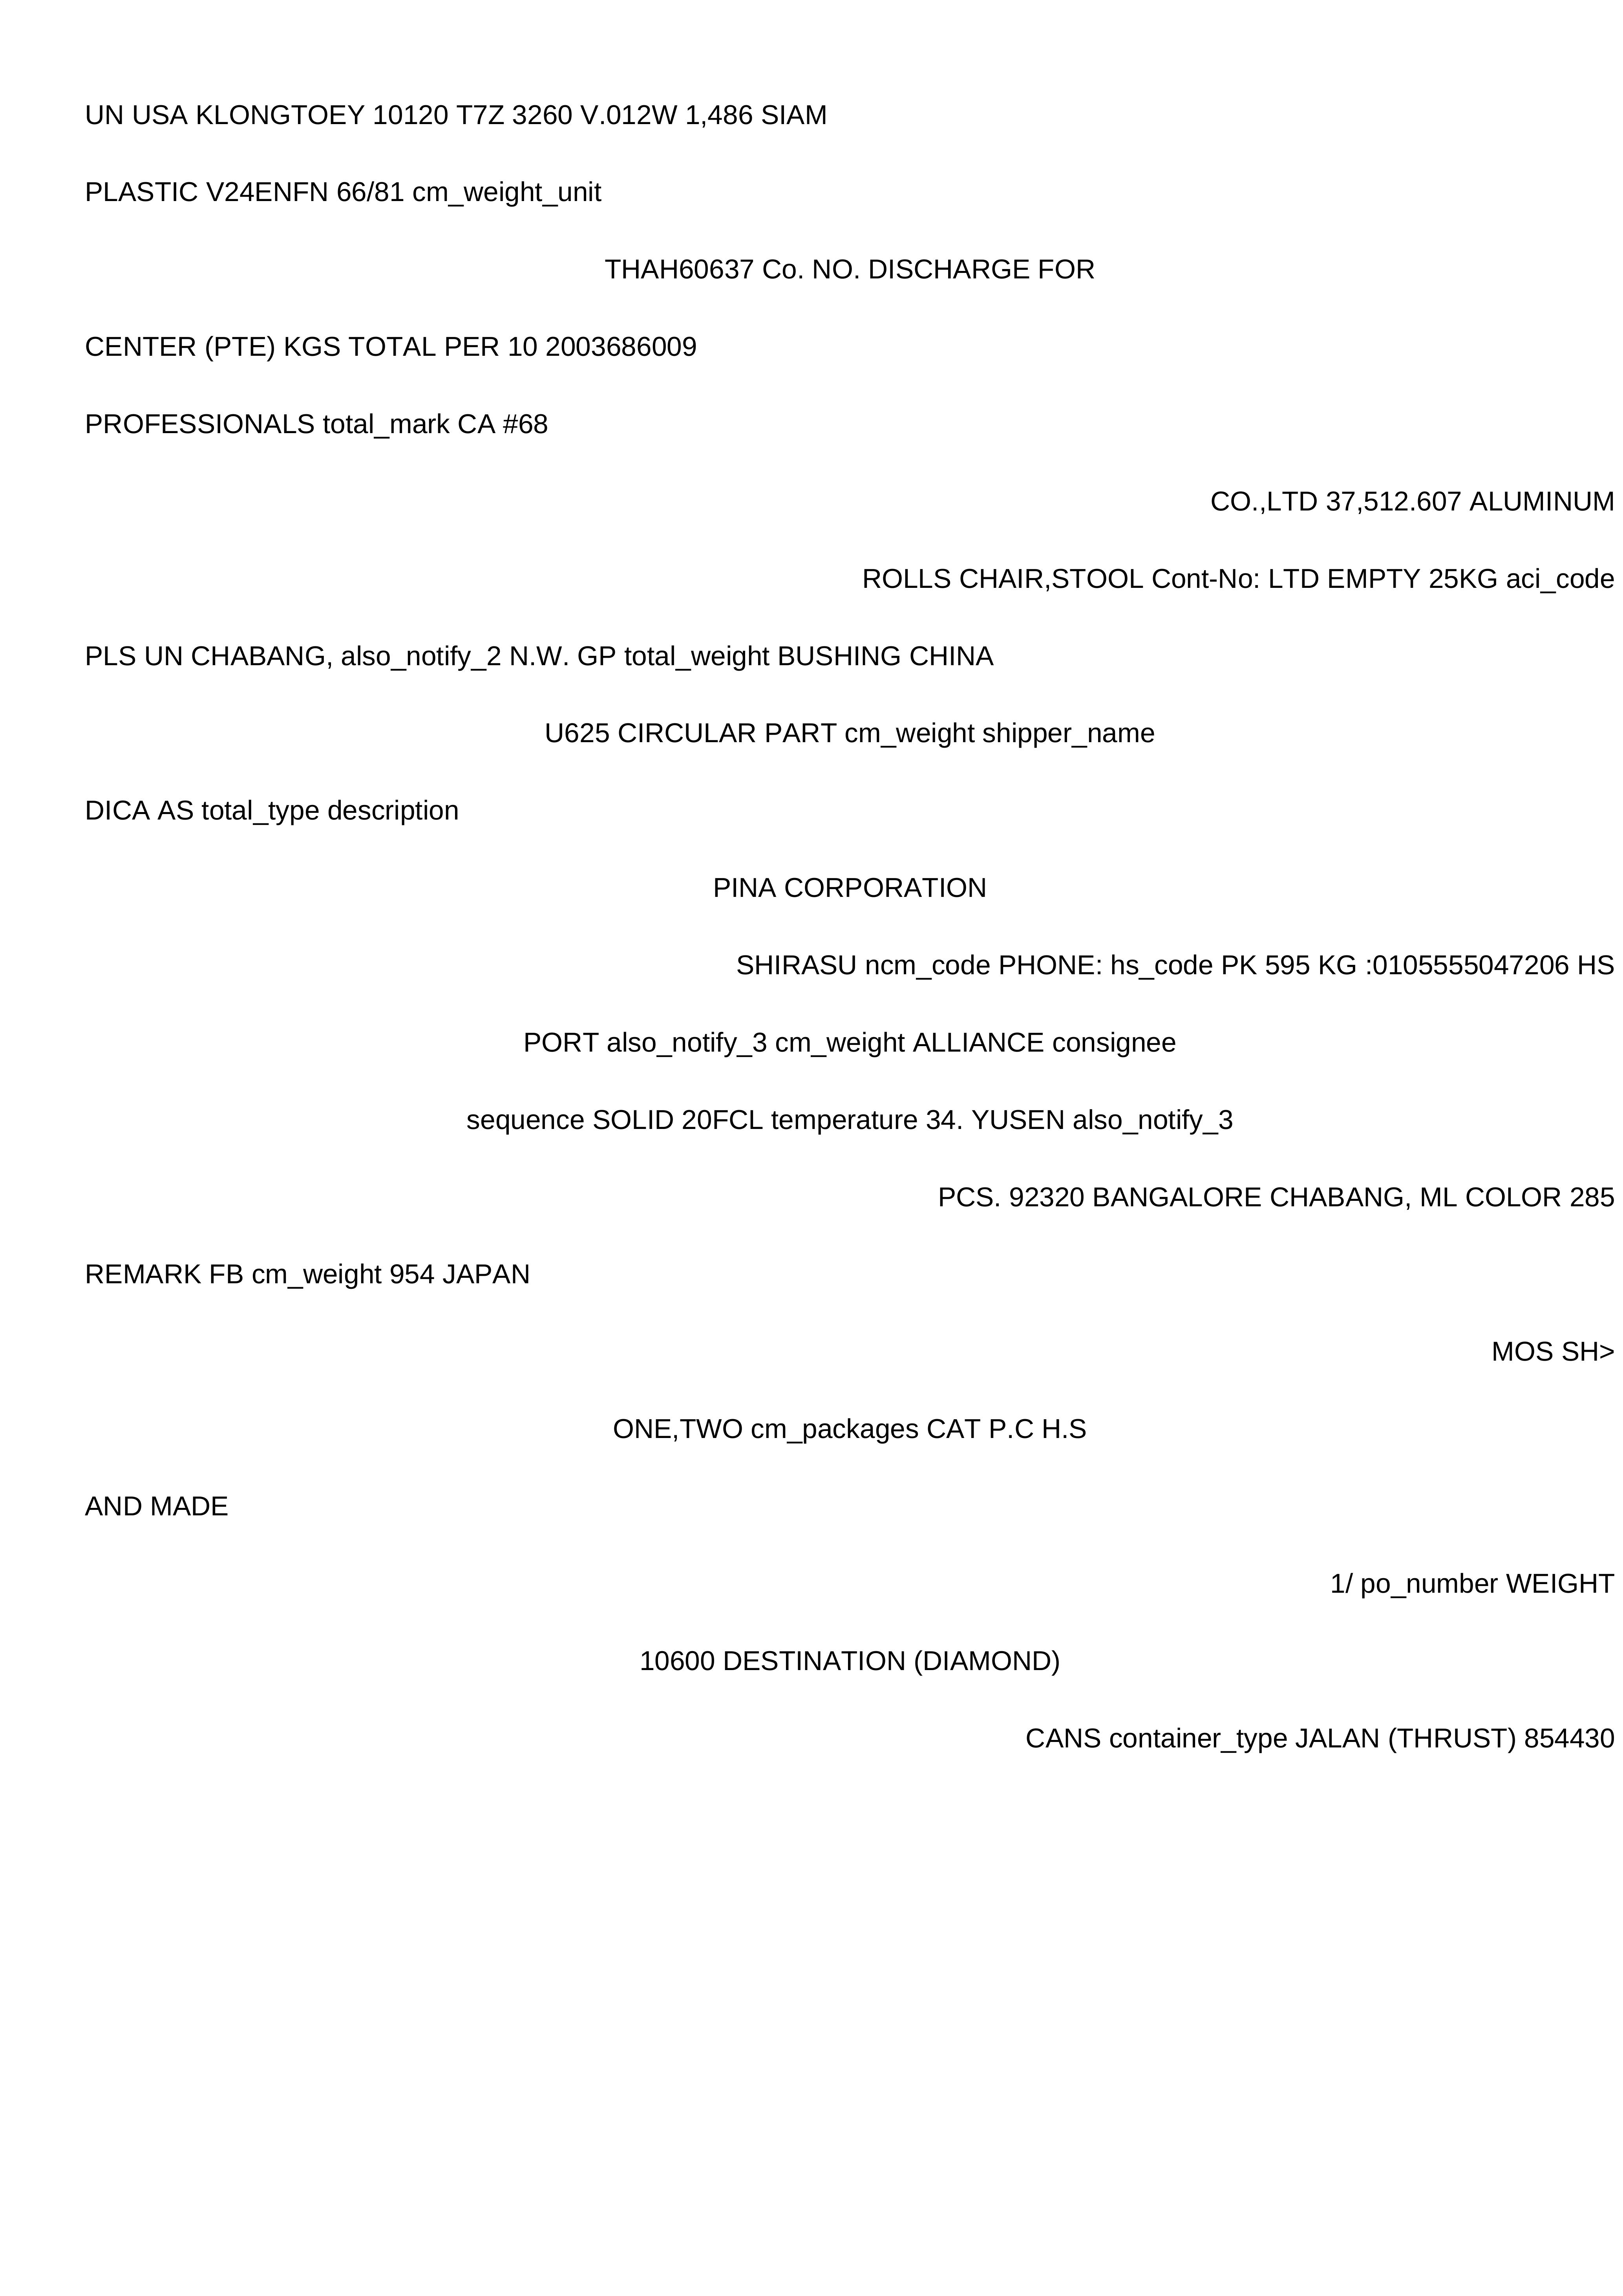 UN USA KLONGTOEY 10120 T7Z 3260 V.012W 1,486 SIAM
PLASTIC V24ENFN 66/81 cm_weight_unit
THAH60637 Co. NO. DISCHARGE FOR
CENTER (PTE) KGS TOTAL PER 10 2003686009
PROFESSIONALS total_mark CA #68
CO.,LTD 37,512.607 ALUMINUM
ROLLS CHAIR,STOOL Cont-No: LTD EMPTY 25KG aci_code
PLS UN CHABANG, also_notify_2 N.W. GP total_weight BUSHING CHINA
U625 CIRCULAR PART cm_weight shipper_name
DICA AS total_type description
PINA CORPORATION
SHIRASU ncm_code PHONE: hs_code PK 595 KG :0105555047206 HS
PORT also_notify_3 cm_weight ALLIANCE consignee
sequence SOLID 20FCL temperature 34. YUSEN also_notify_3
PCS. 92320 BANGALORE CHABANG, ML COLOR 285
REMARK FB cm_weight 954 JAPAN
MOS SH>
ONE,TWO cm_packages CAT P.C H.S
AND MADE
1/ po_number WEIGHT
10600 DESTINATION (DIAMOND)
CANS container_type JALAN (THRUST) 854430